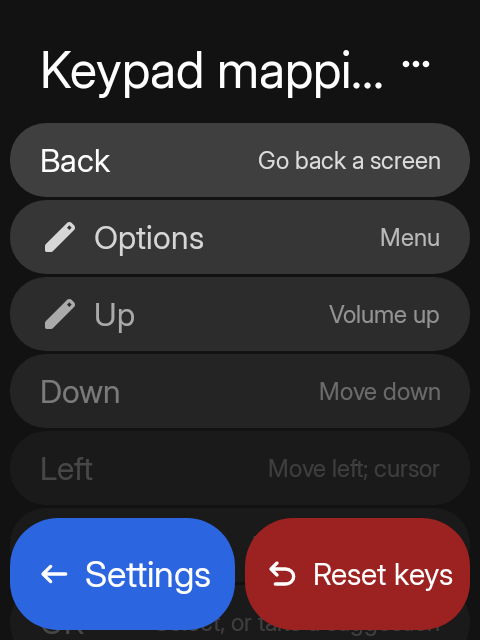 Keypad mappi... ...
Back Go back a screen
Options Menu
Up Volume up
Down Move down
Left Move left; cursor
Settings Reset keys